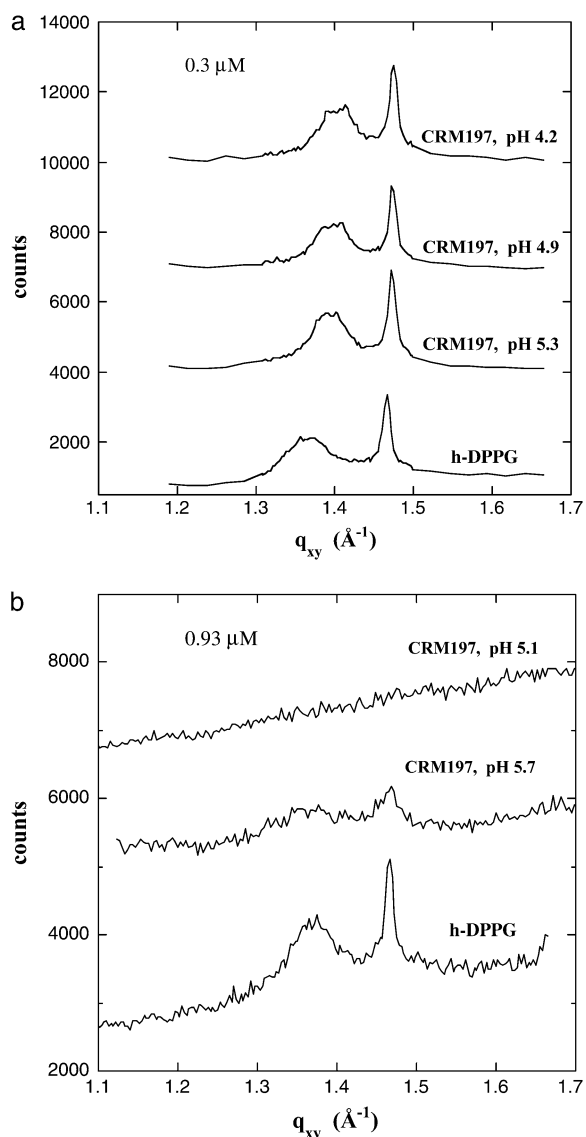 a
14000
12000
10000
8000
6000
4000
2000
counts
0.3 µM
CRM197, pH 4.2
CRM197, pH 4.9
CRM197, pH 5.3
h-DPPG
1.1 1.2 1.3 1.4 1.5 1.6 1.7
q_xy (Å⁻¹)
b
8000
6000
4000
2000
counts
0.93 µM
CRM197, pH 5.1
CRM197, pH 5.7
h-DPPG
1.1 1.2 1.3 1.4 1.5 1.6 1.7
q_xy (Å⁻¹)